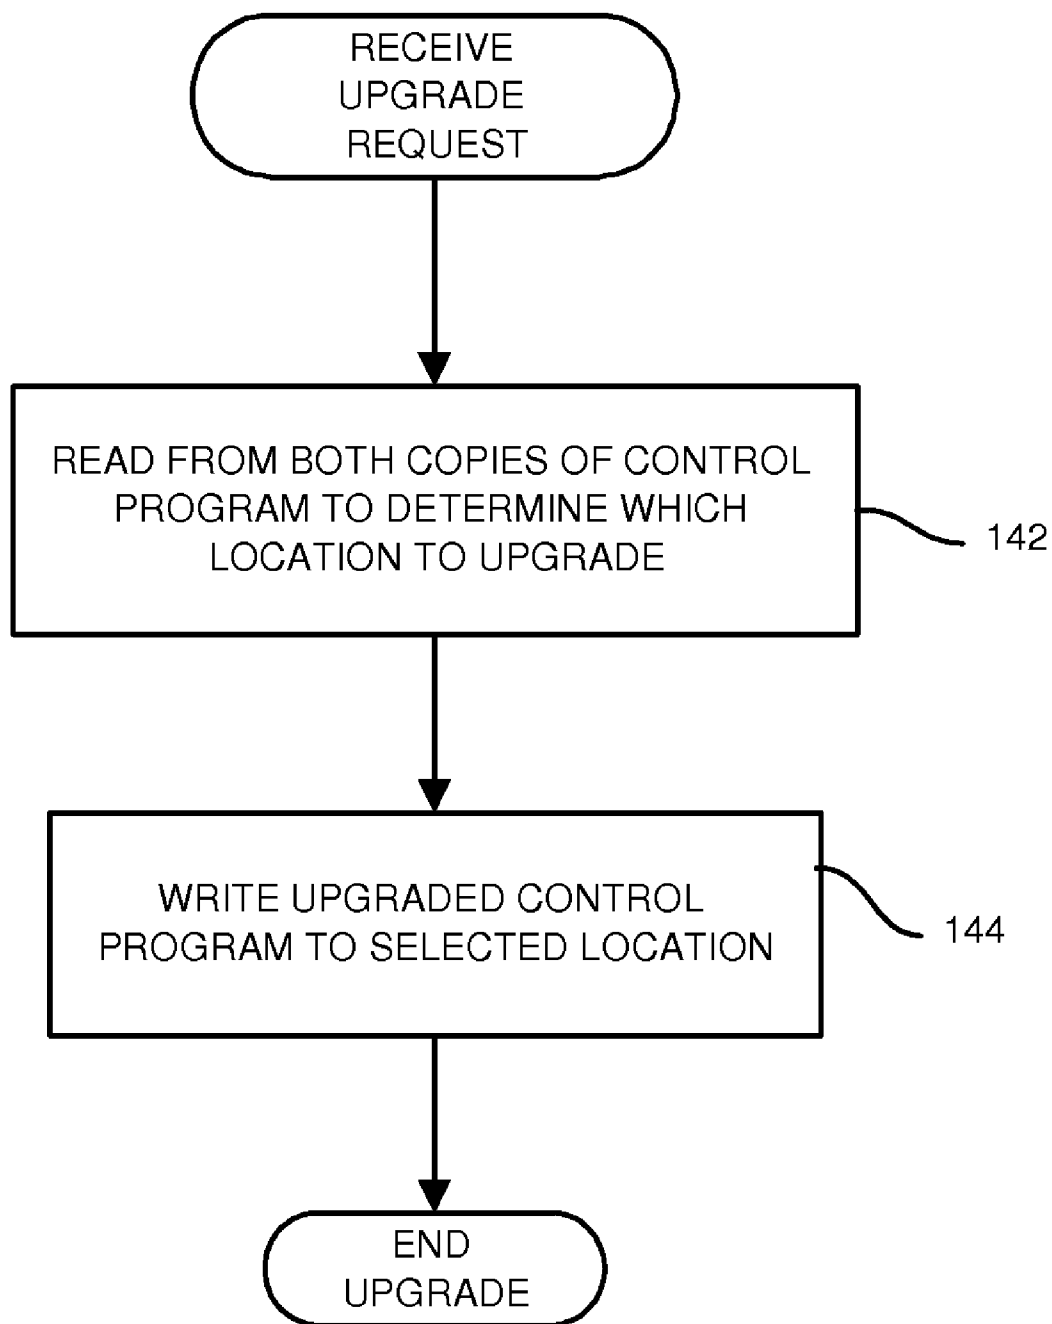 RECEIVE
UPGRADE
REQUEST
READ FROM BOTH COPIES OF CONTROL
PROGRAM TO DETERMINE WHICH
LOCATION TO UPGRADE
142
WRITE UPGRADED CONTROL
PROGRAM TO SELECTED LOCATION
144
END
UPGRADE